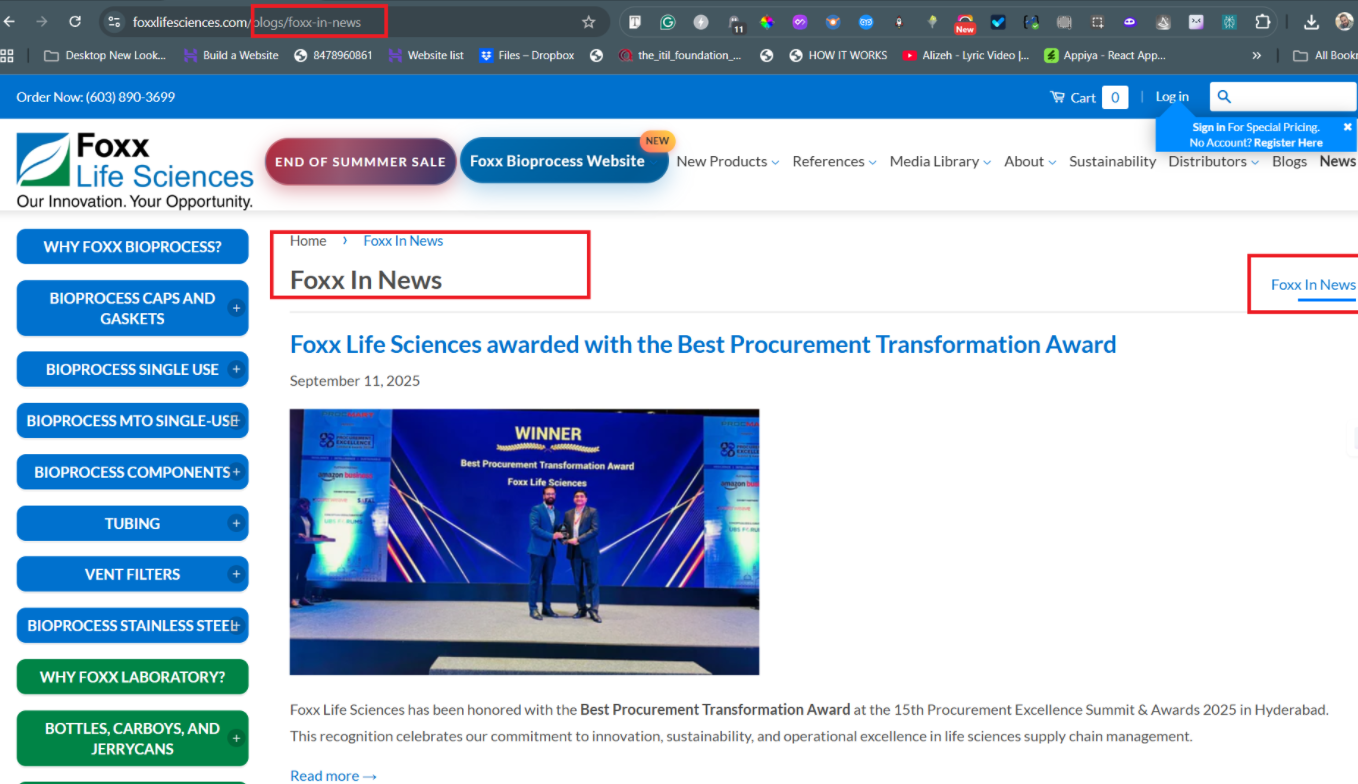 foxxlifesciences.com/blogs/foxx-in-news
11
New
Desktop New Look...
Build a Website
8478960861
Website list
Files – Dropbox
the_itil_foundation_...
HOW IT WORKS
Alizeh - Lyric Video |...
Appiya - React App...
»
All Bookr
Order Now: (603) 890-3699
Cart 0 | Log in
Sign in For Special Pricing.
No Account? Register Here
Foxx
Life Sciences
Our Innovation. Your Opportunity.
END OF SUMMMER SALE
Foxx Bioprocess Website
NEW
New Products
References
Media Library
About
Sustainability
Distributors
Blogs
News
WHY FOXX BIOPROCESS?
BIOPROCESS CAPS AND
GASKETS
+
BIOPROCESS SINGLE USE +
BIOPROCESS MTO SINGLE-USE
BIOPROCESS COMPONENTS +
TUBING +
VENT FILTERS +
BIOPROCESS STAINLESS STEEL
WHY FOXX LABORATORY?
BOTTLES, CARBOYS, AND
JERRYCANS
+
Home › Foxx In News
Foxx In News
Foxx In News
Foxx Life Sciences awarded with the Best Procurement Transformation Award
September 11, 2025
WINNER
Best Procurement Transformation Award
Foxx Life Sciences
PROCUREMENT
EXCELLENCE
amazon business
Foxx Life Sciences has been honored with the Best Procurement Transformation Award at the 15th Procurement Excellence Summit & Awards 2025 in Hyderabad.
This recognition celebrates our commitment to innovation, sustainability, and operational excellence in life sciences supply chain management.
Read more →